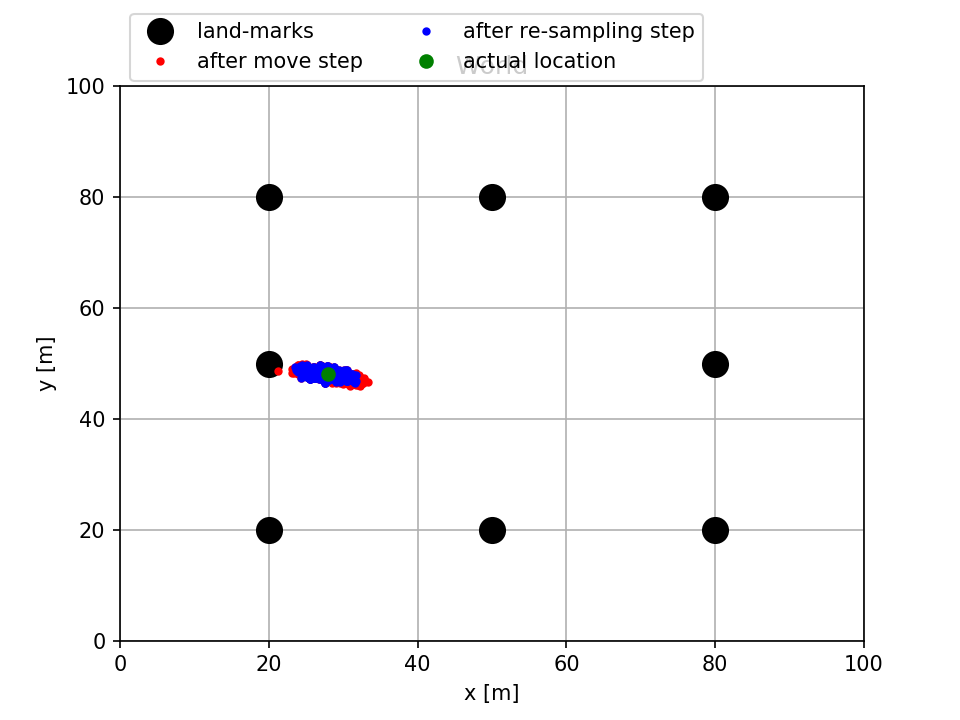 land-marks
after move step
after re-sampling step
actual location
World
100
80
60
40
20
0
y [m]
0 20 40 60 80 100
x [m]